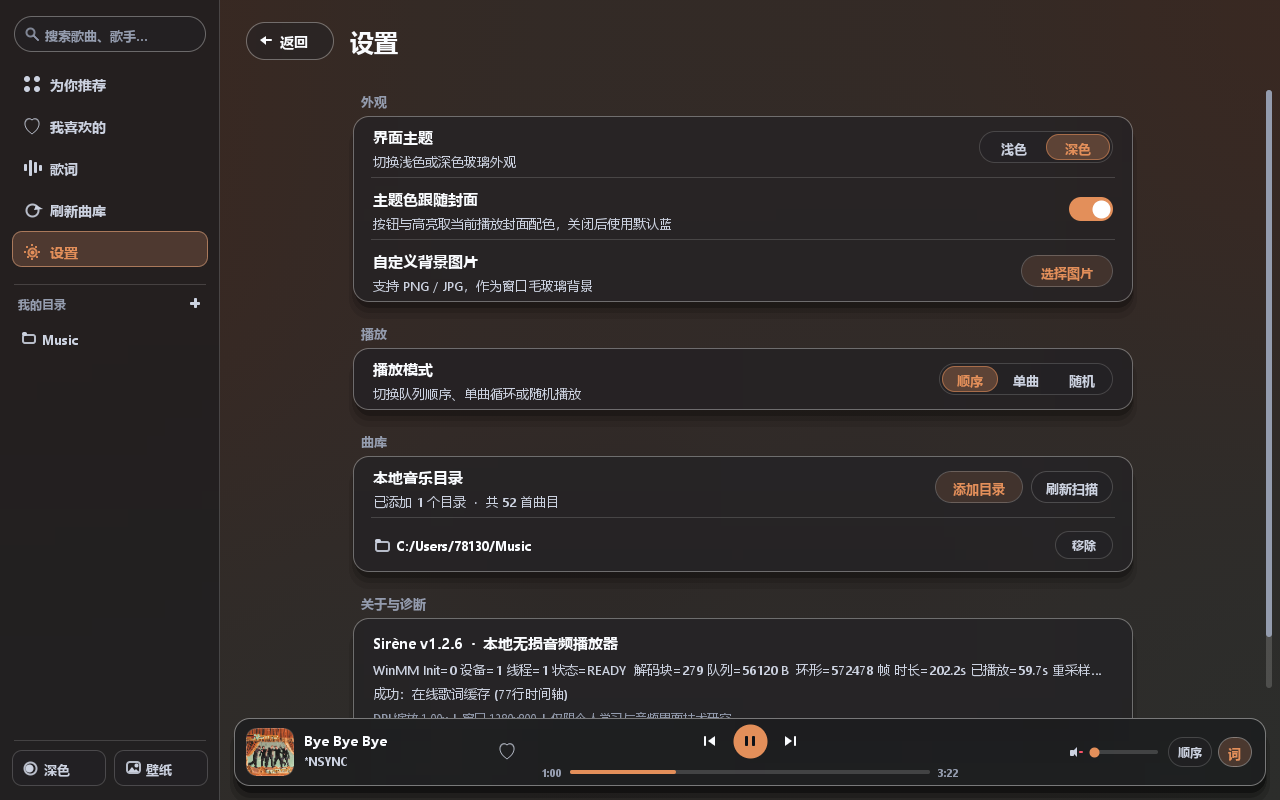 搜索歌曲、歌手...
为你推荐
我喜欢的
歌词
刷新曲库
设置
我的目录
Music
深色
壁纸
返回
设置
外观
界面主题
切换浅色或深色玻璃外观
浅色
深色
主题色跟随封面
按钮与高亮取当前播放封面配色，关闭后使用默认蓝
自定义背景图片
支持 PNG / JPG，作为窗口毛玻璃背景
选择图片
播放
播放模式
切换队列顺序、单曲循环或随机播放
顺序
单曲
随机
曲库
本地音乐目录
已添加 1 个目录 · 共 52 首曲目
添加目录
刷新扫描
C:/Users/78130/Music
移除
关于与诊断
Sirène v1.2.6 · 本地无损音频播放器
WinMM Init=0 设备=1 线程=1 状态=READY 解码块=279 队列=56120 B 环形=572478 帧 时长=202.2s 已播放=59.7s 重采样...
成功：在线歌词缓存 (77行时间轴)
Bye Bye Bye
*NSYNC
1:00
3:22
顺序
词